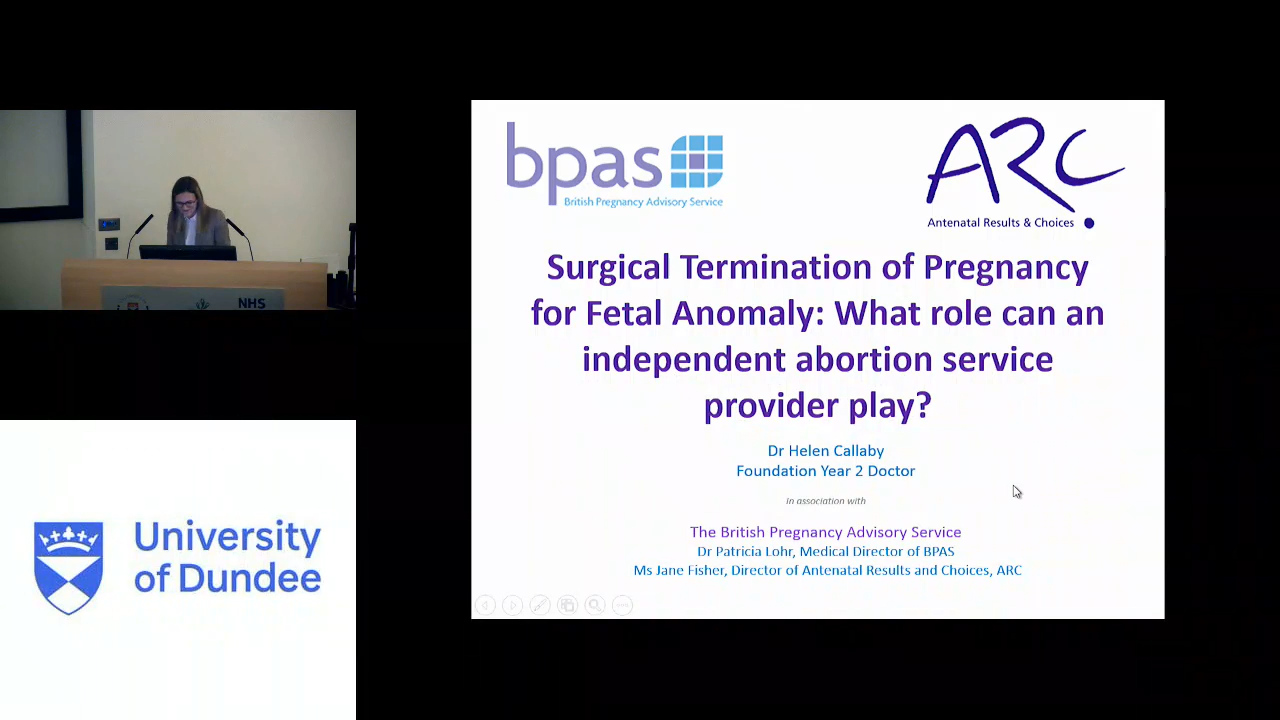 NHS
University
of Dundee
bpas
British Pregnancy Advisory Service
ARC
Antenatal Results & Choices
Surgical Termination of Pregnancy
for Fetal Anomaly: What role can an
independent abortion service
provider play?
Dr Helen Callaby
Foundation Year 2 Doctor
In association with
The British Pregnancy Advisory Service
Dr Patricia Lohr, Medical Director of BPAS
Ms Jane Fisher, Director of Antenatal Results and Choices, ARC